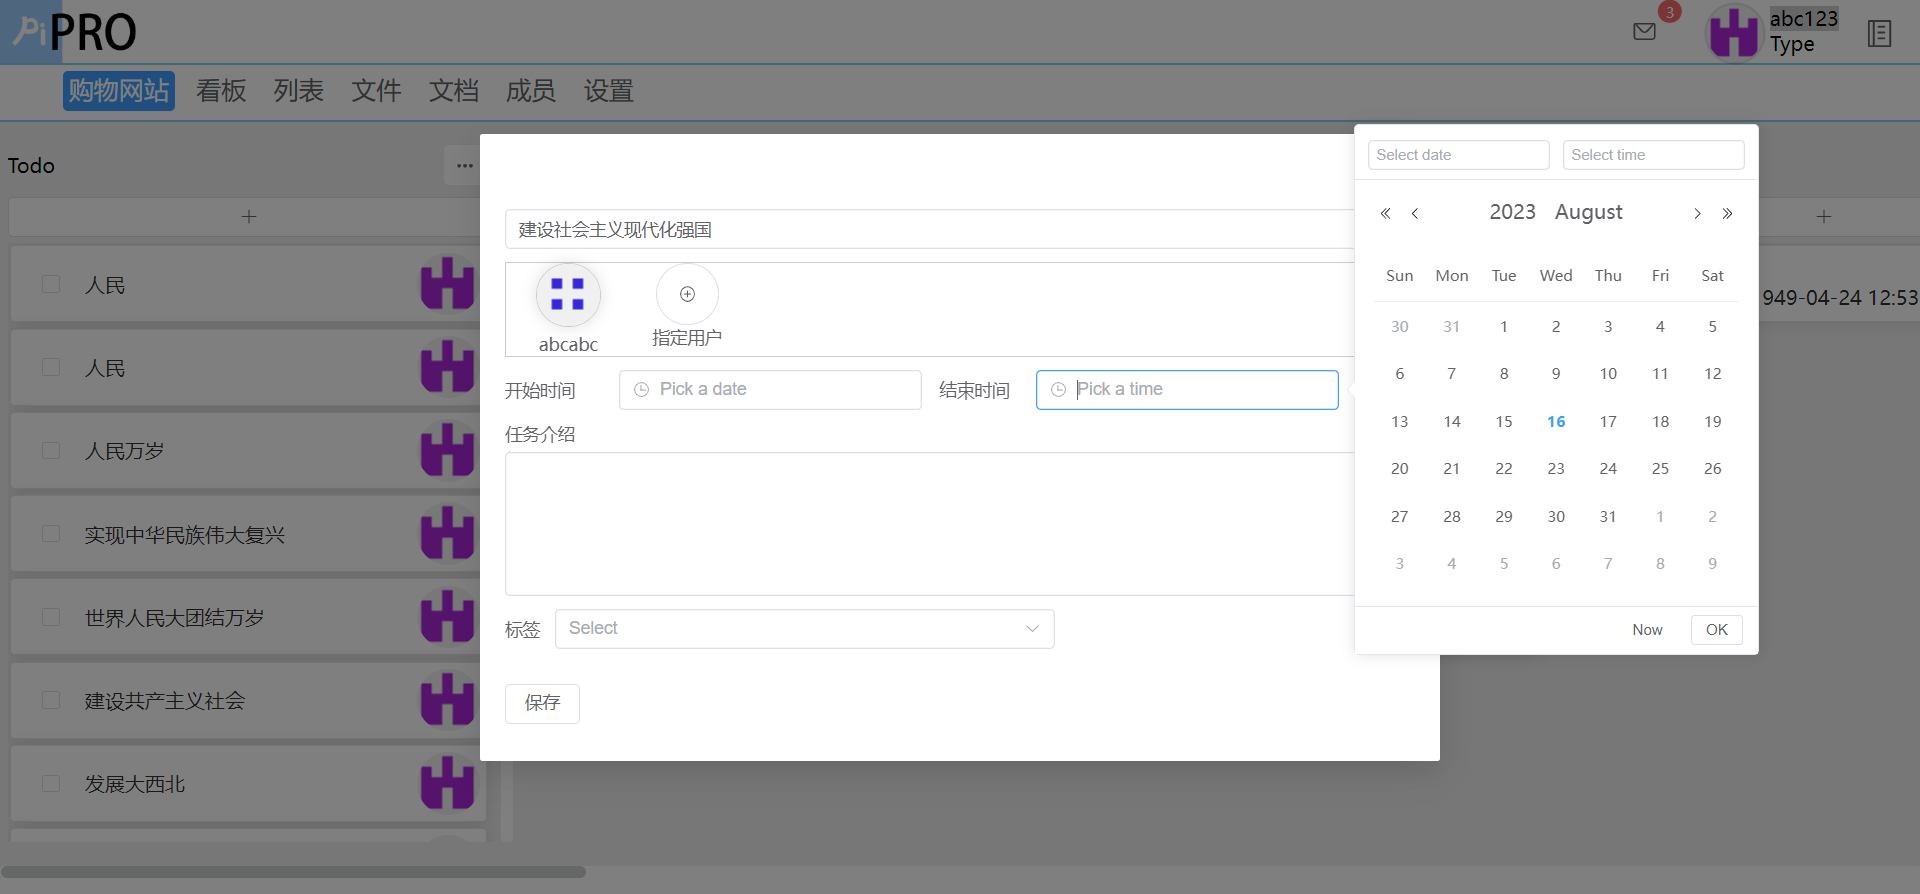 Pi PRO
3
abc123
Type
购物网站 看板 列表 文件 文档 成员 设置
Todo
人民
人民
人民万岁
实现中华民族伟大复兴
世界人民大团结万岁
建设共产主义社会
发展大西北
建设社会主义现代化强国
abcabc
指定用户
开始时间 Pick a date 结束时间 Pick a time
任务介绍
标签 Select
保存
Select date Select time
2023 August
Sun Mon Tue Wed Thu Fri Sat
30 31 1 2 3 4 5
6 7 8 9 10 11 12
13 14 15 16 17 18 19
20 21 22 23 24 25 26
27 28 29 30 31 1 2
3 4 5 6 7 8 9
Now OK
949-04-24 12:53